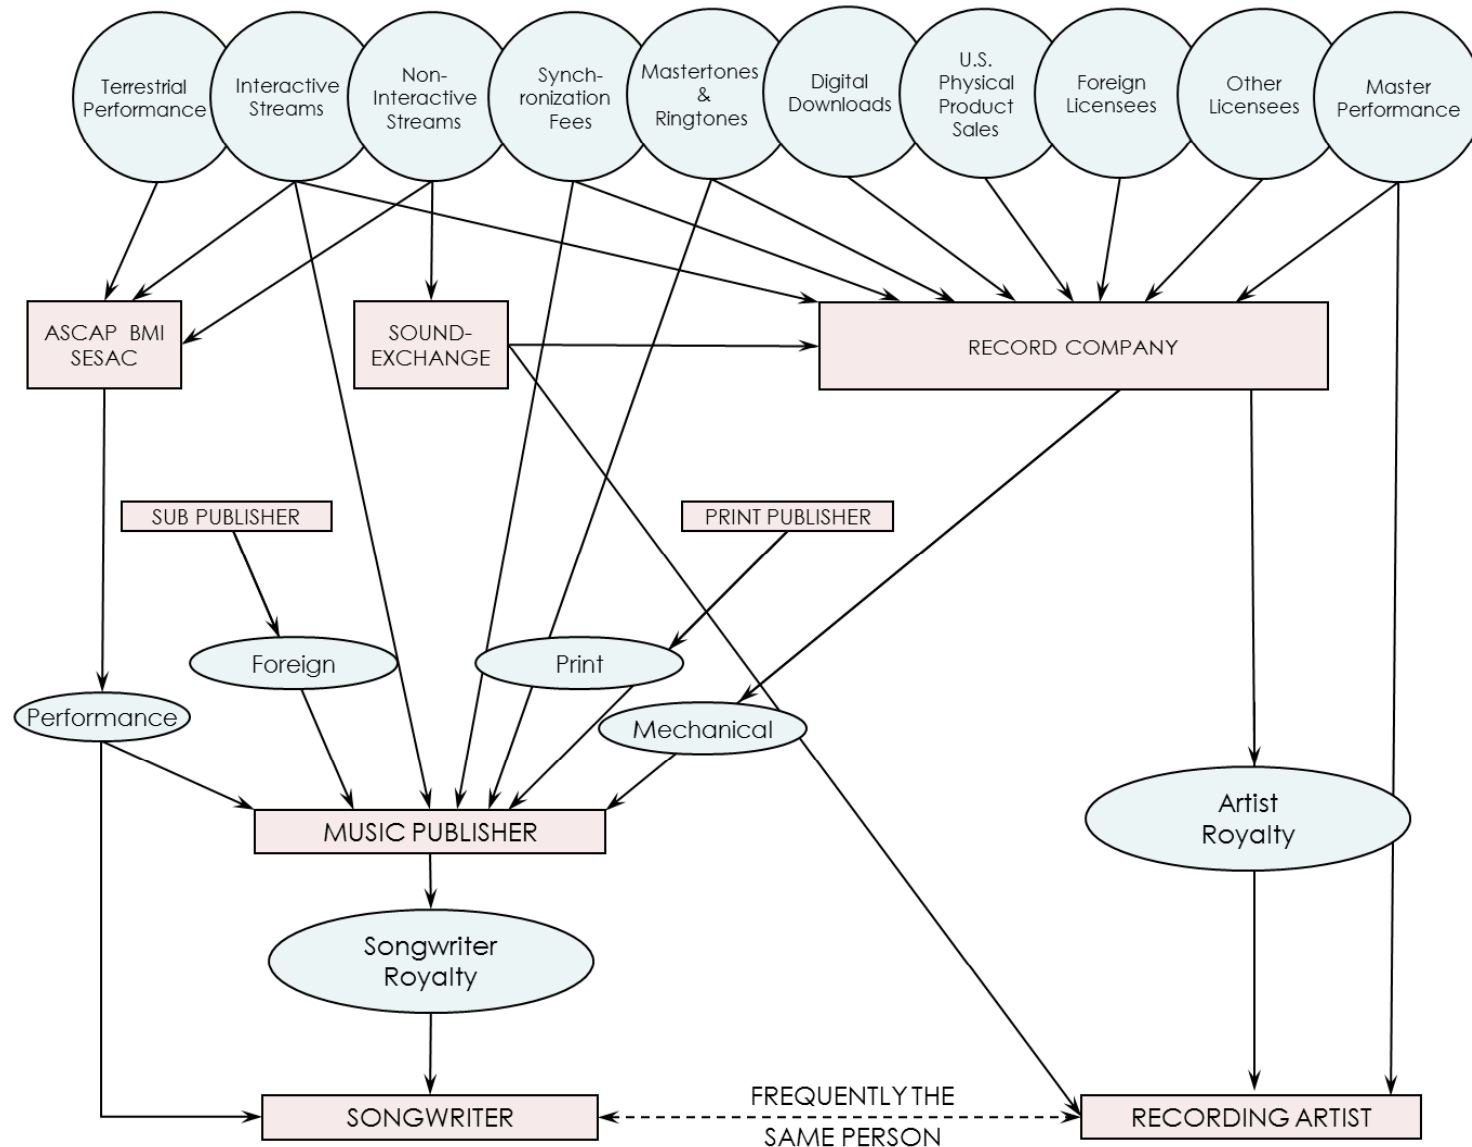 Terrestrial
Performance
Interactive
Streams
Non-
Interactive
Streams
Synch-
ronization
Fees
Mastertones
&
Ringtones
Digital
Downloads
U.S.
Physical
Product
Sales
Foreign
Licensees
Other
Licensees
Master
Performance
ASCAP BMI
SESAC
SOUND-
EXCHANGE
RECORD COMPANY
SUB PUBLISHER
PRINT PUBLISHER
Foreign
Print
Performance
Mechanical
MUSIC PUBLISHER
Artist
Royalty
Songwriter
Royalty
SONGWRITER
FREQUENTLY THE
SAME PERSON
RECORDING ARTIST